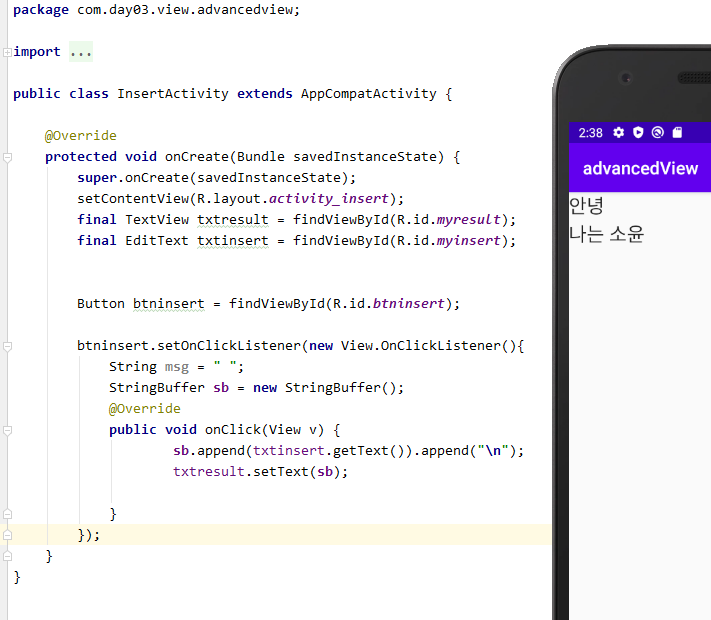 package com.day03.view.advancedview;
import ...
public class InsertActivity extends AppCompatActivity {
@Override
protected void onCreate(Bundle savedInstanceState) {
super.onCreate(savedInstanceState);
setContentView(R.layout.activity_insert);
final TextView txtresult = findViewById(R.id.myresult);
final EditText txtinsert = findViewById(R.id.myinsert);
Button btninsert = findViewById(R.id.btninsert);
btninsert.setOnClickListener(new View.OnClickListener(){
String msg = " ";
StringBuffer sb = new StringBuffer();
@Override
public void onClick(View v) {
sb.append(txtinsert.getText()).append("\n");
txtresult.setText(sb);
}
});
}
}
2:38
advancedView
안녕
나는 소윤